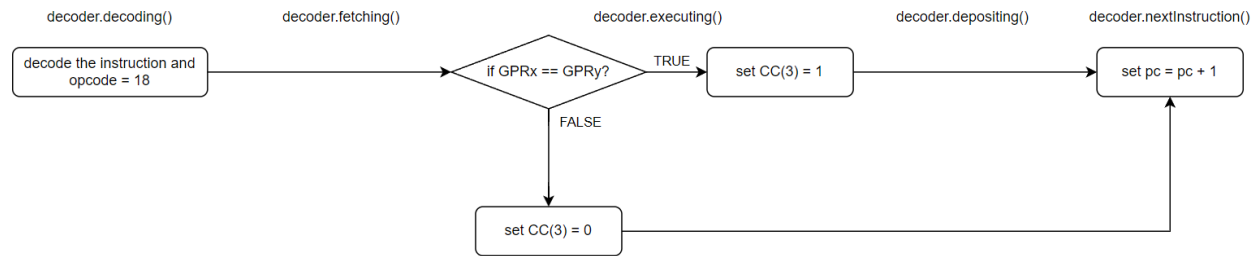 decoder.decoding()
decoder.fetching()
decoder.executing()
decoder.depositing()
decoder.nextInstruction()
decode the instruction and
opcode = 18
if GPRx == GPRy?
TRUE
set CC(3) = 1
set pc = pc + 1
FALSE
set CC(3) = 0